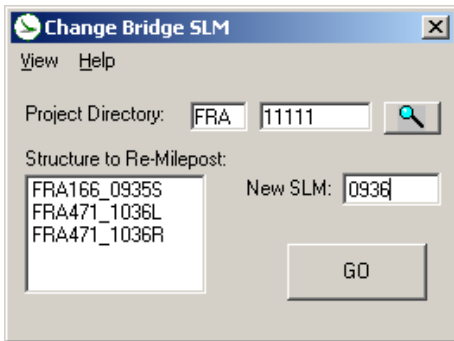 Change Bridge SLM
View Help
Project Directory: FRA 11111
Structure to Re-Milepost:
FRA166_0935S
FRA471_1036L
FRA471_1036R
New SLM: 0936
GO